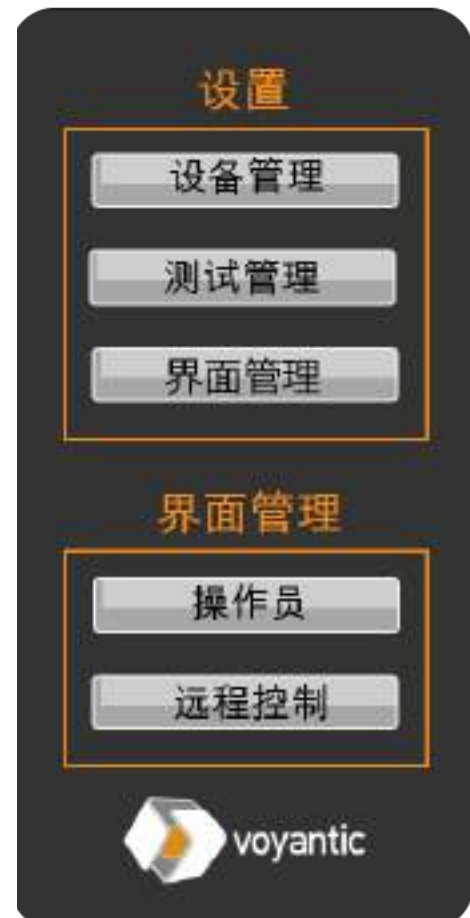 设置
设备管理
测试管理
界面管理
界面管理
操作员
远程控制
voyantic